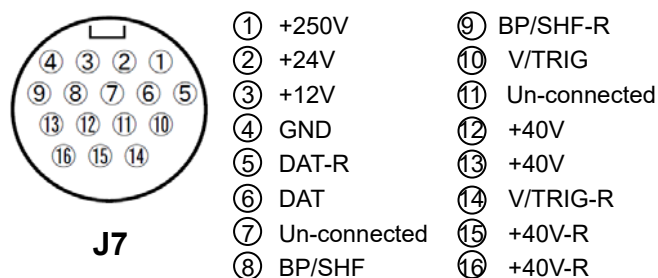 ④ ③ ② ①
⑨ ⑧ ⑦ ⑥ ⑤
⑬ ⑫ ⑪ ⑩
⑯ ⑮ ⑭
J7
① +250V
② +24V
③ +12V
④ GND
⑤ DAT-R
⑥ DAT
⑦ Un-connected
⑧ BP/SHF
⑨ BP/SHF-R
⑩ V/TRIG
⑪ Un-connected
⑫ +40V
⑬ +40V
⑭ V/TRIG-R
⑮ +40V-R
⑯ +40V-R